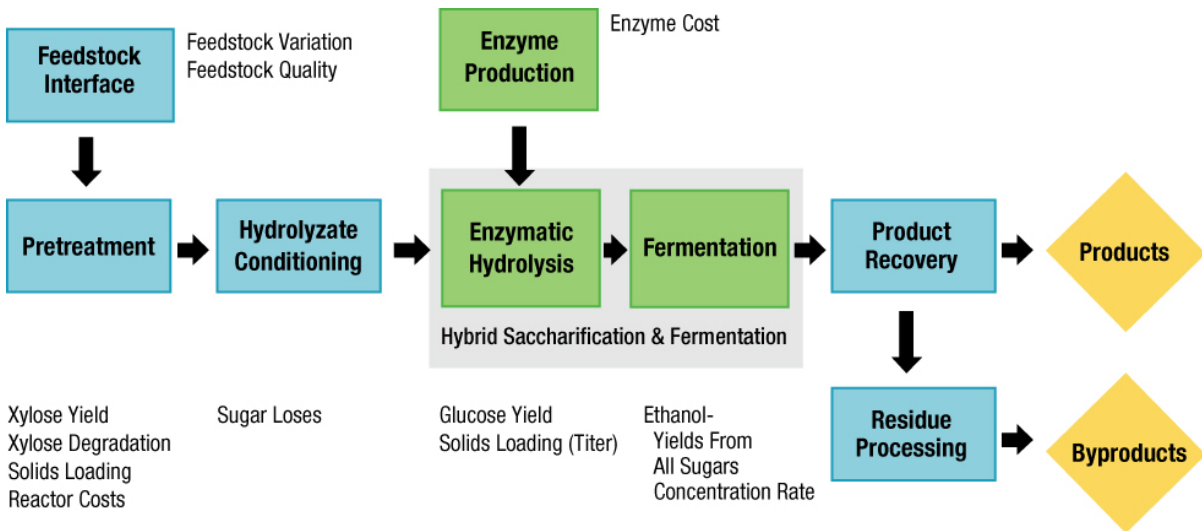 Feedstock
Interface
Feedstock Variation
Feedstock Quality
Enzyme
Production
Enzyme Cost
Pretreatment
Hydrolyzate
Conditioning
Enzymatic
Hydrolysis
Fermentation
Hybrid Saccharification & Fermentation
Product
Recovery
Products
Xylose Yield
Xylose Degradation
Solids Loading
Reactor Costs
Sugar Loses
Glucose Yield
Solids Loading (Titer)
Ethanol-
Yields From
All Sugars
Concentration Rate
Residue
Processing
Byproducts